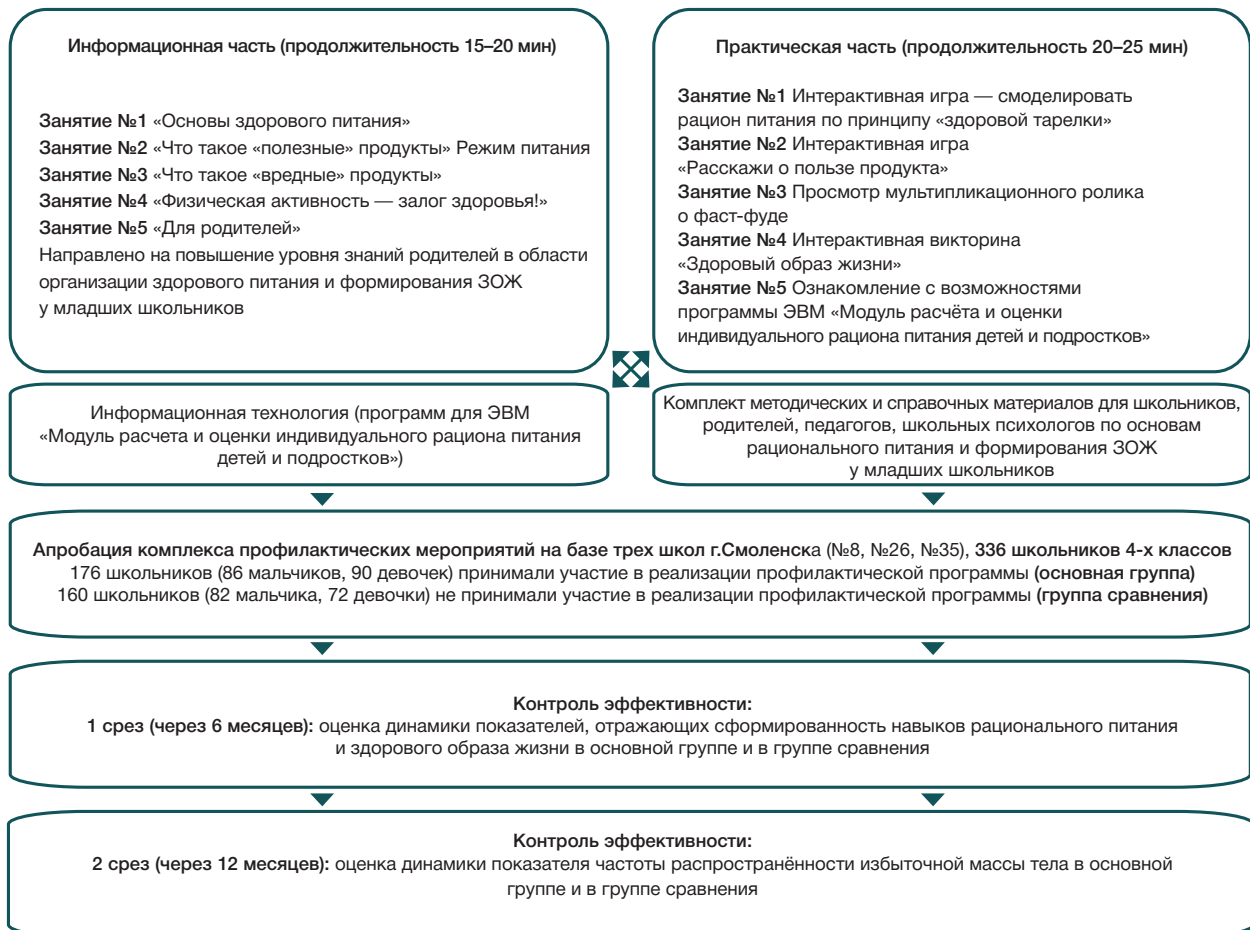 Информационная часть (продолжительность 15–20 мин)
Занятие №1 «Основы здорового питания»
Занятие №2 «Что такое «полезные» продукты» Режим питания
Занятие №3 «Что такое «вредные» продукты»
Занятие №4 «Физическая активность — залог здоровья!»
Занятие №5 «Для родителей»
Направлено на повышение уровня знаний родителей в области
организации здорового питания и формирования ЗОЖ
у младших школьников
Практическая часть (продолжительность 20–25 мин)
Занятие №1 Интерактивная игра — смоделировать
рацион питания по принципу «здоровой тарелки»
Занятие №2 Интерактивная игра
«Расскажи о пользе продукта»
Занятие №3 Просмотр мультипликационного ролика
о фаст-фуде
Занятие №4 Интерактивная викторина
«Здоровый образ жизни»
Занятие №5 Ознакомление с возможностями
программы ЭВМ «Модуль расчёта и оценки
индивидуального рациона питания детей и подростков»
Информационная технология (программ для ЭВМ
«Модуль расчета и оценки индивидуального рациона питания
детей и подростков»)
Комплект методических и справочных материалов для школьников,
родителей, педагогов, школьных психологов по основам
рационального питания и формирования ЗОЖ
у младших школьников
Апробация комплекса профилактических мероприятий на базе трех школ г.Смоленска (№8, №26, №35), 336 школьников 4-х классов
176 школьников (86 мальчиков, 90 девочек) принимали участие в реализации профилактической программы (основная группа)
160 школьников (82 мальчика, 72 девочки) не принимали участие в реализации профилактической программы (группа сравнения)
Контроль эффективности:
1 срез (через 6 месяцев): оценка динамики показателей, отражающих сформированность навыков рационального питания
и здорового образа жизни в основной группе и в группе сравнения
Контроль эффективности:
2 срез (через 12 месяцев): оценка динамики показателя частоты распространённости избыточной массы тела в основной
группе и в группе сравнения